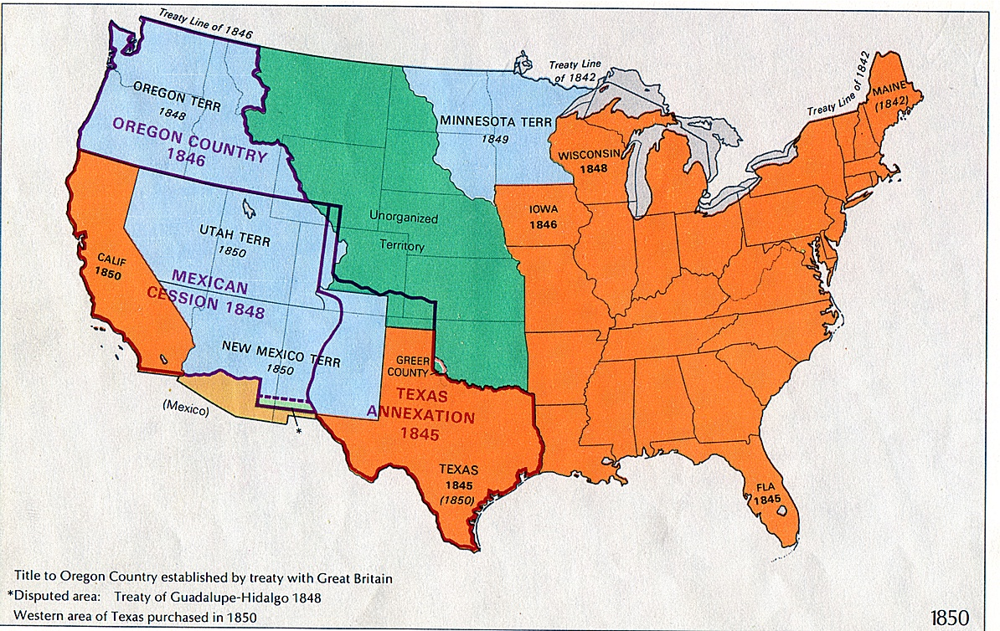 Treaty Line of 1846
Treaty Line
of 1842
Treaty Line of 1842
MAINE
(1842)
OREGON TERR
1848
OREGON COUNTRY
1846
MINNESOTA TERR
1849
WISCONSIN
1848
IOWA
1846
Unorganized
Territory
UTAH TERR
1850
CALIF
1850
MEXICAN
CESSION 1848
NEW MEXICO TERR
1850
GREER
COUNTY
TEXAS
ANNEXATION
1845
(Mexico)
*
TEXAS
1845
(1850)
FLA
1845
Title to Oregon Country established by treaty with Great Britain
*Disputed area: Treaty of Guadalupe-Hidalgo 1848
Western area of Texas purchased in 1850
1850